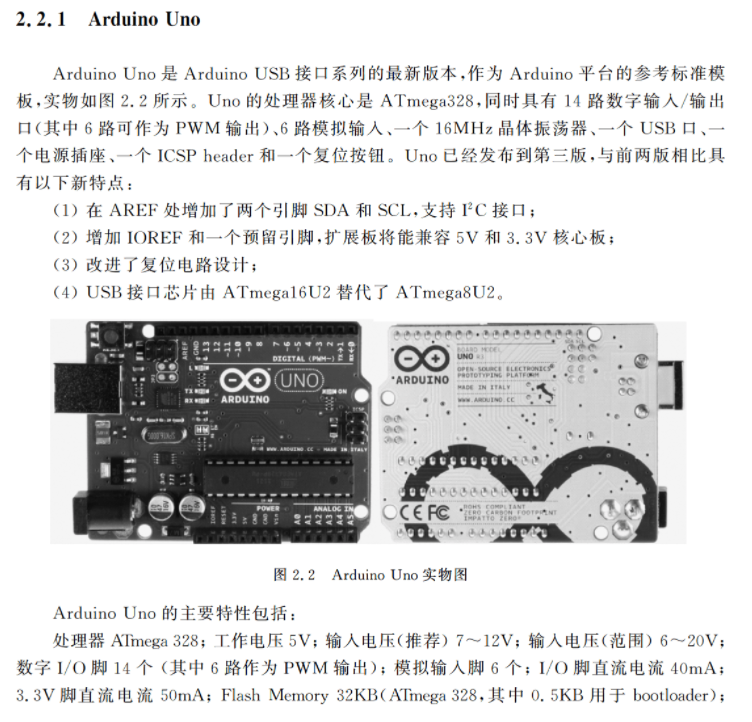 2.2.1 Arduino Uno
Arduino Uno 是 Arduino USB 接口系列的最新版本,作为 Arduino 平台的参考标准模
板,实物如图 2.2 所示。Uno 的处理器核心是 ATmega328,同时具有 14 路数字输入/输出
口(其中 6 路可作为 PWM 输出)、6 路模拟输入、一个 16MHz 晶体振荡器、一个 USB 口、一
个电源插座、一个 ICSP header 和一个复位按钮。Uno 已经发布到第三版,与前两版相比具
有以下新特点:
(1) 在 AREF 处增加了两个引脚 SDA 和 SCL,支持 I²C 接口;
(2) 增加 IOREF 和一个预留引脚,扩展板将能兼容 5V 和 3.3V 核心板;
(3) 改进了复位电路设计;
(4) USB 接口芯片由 ATmega16U2 替代了 ATmega8U2。
AREF
GND
13
12
~11
~10
~9
8
7
~6
~5
4
~3
2
TX→1
RX←0
DIGITAL (PWM~)
L
TX
RX
UNO
ARDUINO
ON
ICSP
WWW.ARDUINO.CC - MADE IN ITALY
IOREF
RESET
3.3V
5V
GND
GND
VIN
POWER
ANALOG IN
A0
A1
A2
A3
A4
A5
ARDUINO
BOARD MODEL
UNO R3
OPEN-SOURCE ELECTRONICS
PROTOTYPING PLATFORM
MADE IN ITALY
WWW.ARDUINO.CC
CE FC
ROHS COMPLIANT
ZERO CARBON FOOTPRINT
IMPATTO ZERO
图 2.2 Arduino Uno 实物图
Arduino Uno 的主要特性包括:
处理器 ATmega 328; 工作电压 5V; 输入电压(推荐) 7～12V; 输入电压(范围) 6～20V;
数字 I/O 脚 14 个 (其中 6 路作为 PWM 输出); 模拟输入脚 6 个; I/O 脚直流电流 40mA;
3.3V 脚直流电流 50mA; Flash Memory 32KB(ATmega 328,其中 0.5KB 用于 bootloader);